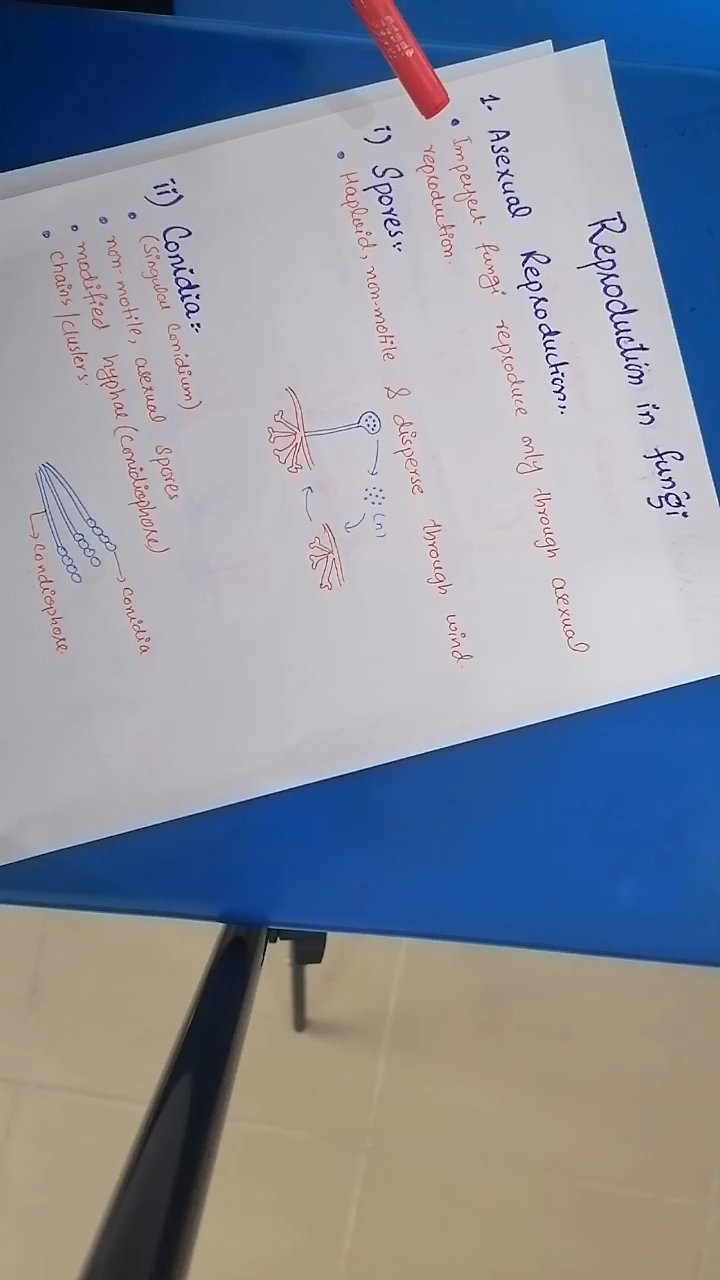 Reproduction in fungi
1- Asexual Reproduction:-
• Imperfect fungi reproduce only through asexual
reproduction.
i) Spores:-
• Haploid, non-motile & disperse through wind.
(n)
ii) Conidia:-
• (Singular Conidium)
• non-motile, asexual spores
• modified hyphae (Conidiophore)
• Chains/clusters.
conidia
condiophore.